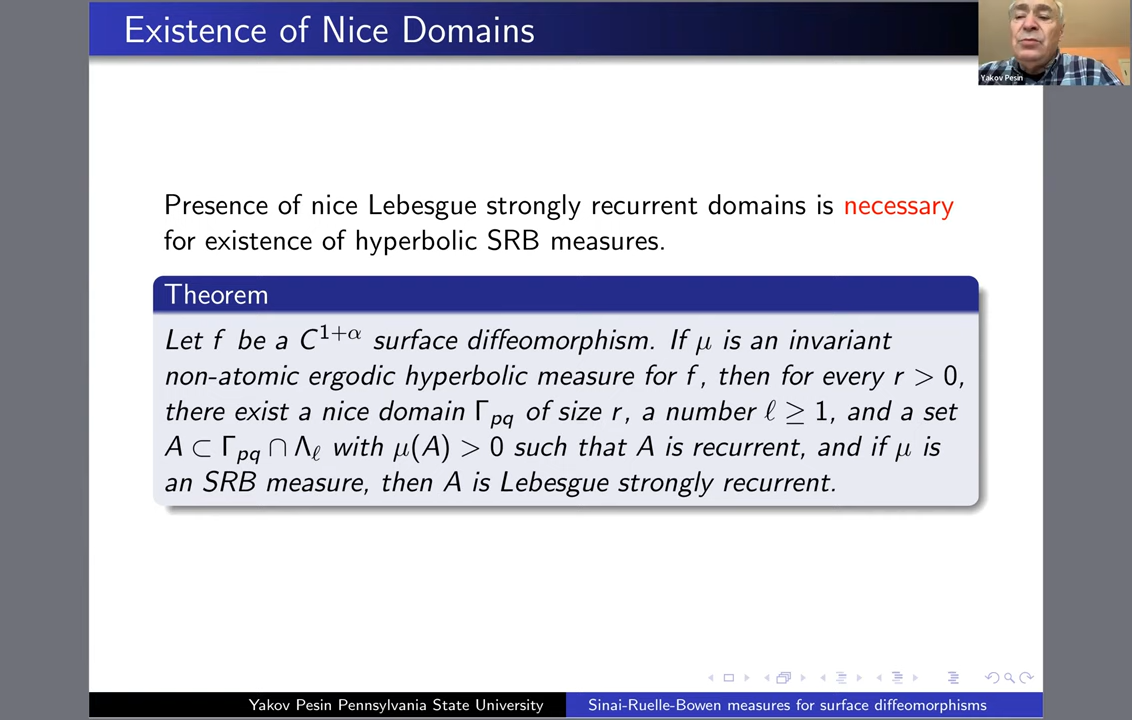 Existence of Nice Domains
Yakov Pesin
Presence of nice Lebesgue strongly recurrent domains is necessary
for existence of hyperbolic SRB measures.
Theorem
Let f be a C^{1+α} surface diffeomorphism. If μ is an invariant
non-atomic ergodic hyperbolic measure for f, then for every r > 0,
there exist a nice domain Γ_{pq} of size r, a number ℓ ≥ 1, and a set
A ⊂ Γ_{pq} ∩ Λ_ℓ with μ(A) > 0 such that A is recurrent, and if μ is
an SRB measure, then A is Lebesgue strongly recurrent.
Yakov Pesin Pennsylvania State University
Sinai-Ruelle-Bowen measures for surface diffeomorphisms